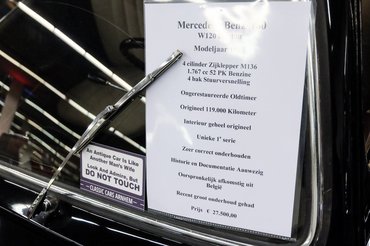 Mercedes Benz 180
W120
Modeljaar
4 cilinder Zijklepper M136
1.767 cc 52 PK Benzine
4 bak Stuurversnelling
Ongerestaureerde Oldtimer
Origineel 119.000 Kilometer
Interieur geheel origineel
Unieke 1e serie
Zeer correct onderhouden
Historie en Documentatie Aanwezig
Oorspronkelijk afkomstig uit
België
Recent groot onderhoud gehad
Prijs € 27.500,00
An Antique Car Is Like
Another Man's Wife
Look And Admire, But
DO NOT TOUCH
CLASSIC CARS ARNHEM